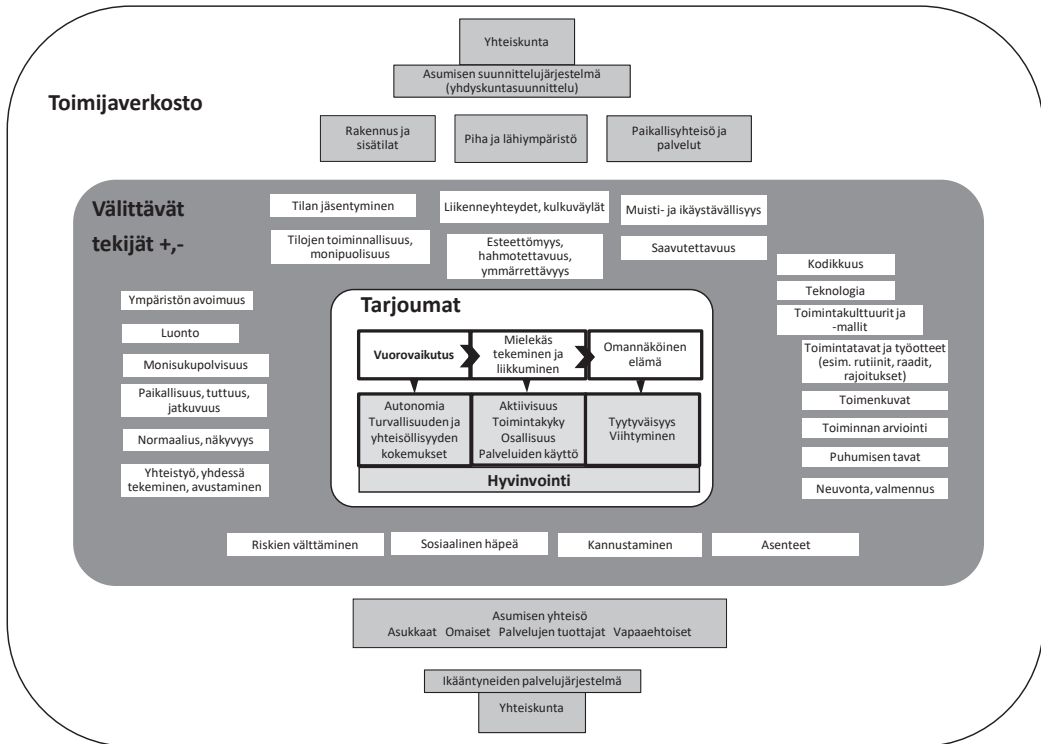 Yhteiskunta
Asumisen suunnittelujärjestelmä
(yhdyskuntasuunnittelu)
Toimijaverkosto
Rakennus ja
sisätilat
Piha ja lähiympäristö
Paikallisyhteisö ja
palvelut
Välittävät
tekijät +,-
Tilan jäsentyminen
Liikenneyhteydet, kulkuväylät
Muisti- ja ikäystävällisyys
Tilojen toiminnallisuus,
monipuolisuus
Esteettömyys,
hahmotettavuus,
ymmärrettävyys
Saavutettavuus
Kodikkuus
Teknologia
Toimintakulttuurit ja
-mallit
Toimintatavat ja työotteet
(esim. rutiinit, raadit,
rajoitukset)
Toimenkuvat
Toiminnan arviointi
Puhumisen tavat
Neuvonta, valmennus
Ympäristön avoimuus
Luonto
Monisukupolvisuus
Paikallisuus, tuttuus,
jatkuvuus
Normaalius, näkyvyys
Yhteistyö, yhdessä
tekeminen, avustaminen
Tarjoumat
Vuorovaikutus
Mielekäs
tekeminen ja
liikkuminen
Omannäköinen
elämä
Autonomia
Turvallisuuden ja
yhteisöllisyyden
kokemukset
Aktiivisuus
Toimintakyky
Osallisuus
Palveluiden käyttö
Tyytyväisyys
Viihtyminen
Hyvinvointi
Riskien välttäminen
Sosiaalinen häpeä
Kannustaminen
Asenteet
Asumisen yhteisö
Asukkaat Omaiset Palvelujen tuottajat Vapaaehtoiset
Ikääntyneiden palvelujärjestelmä
Yhteiskunta